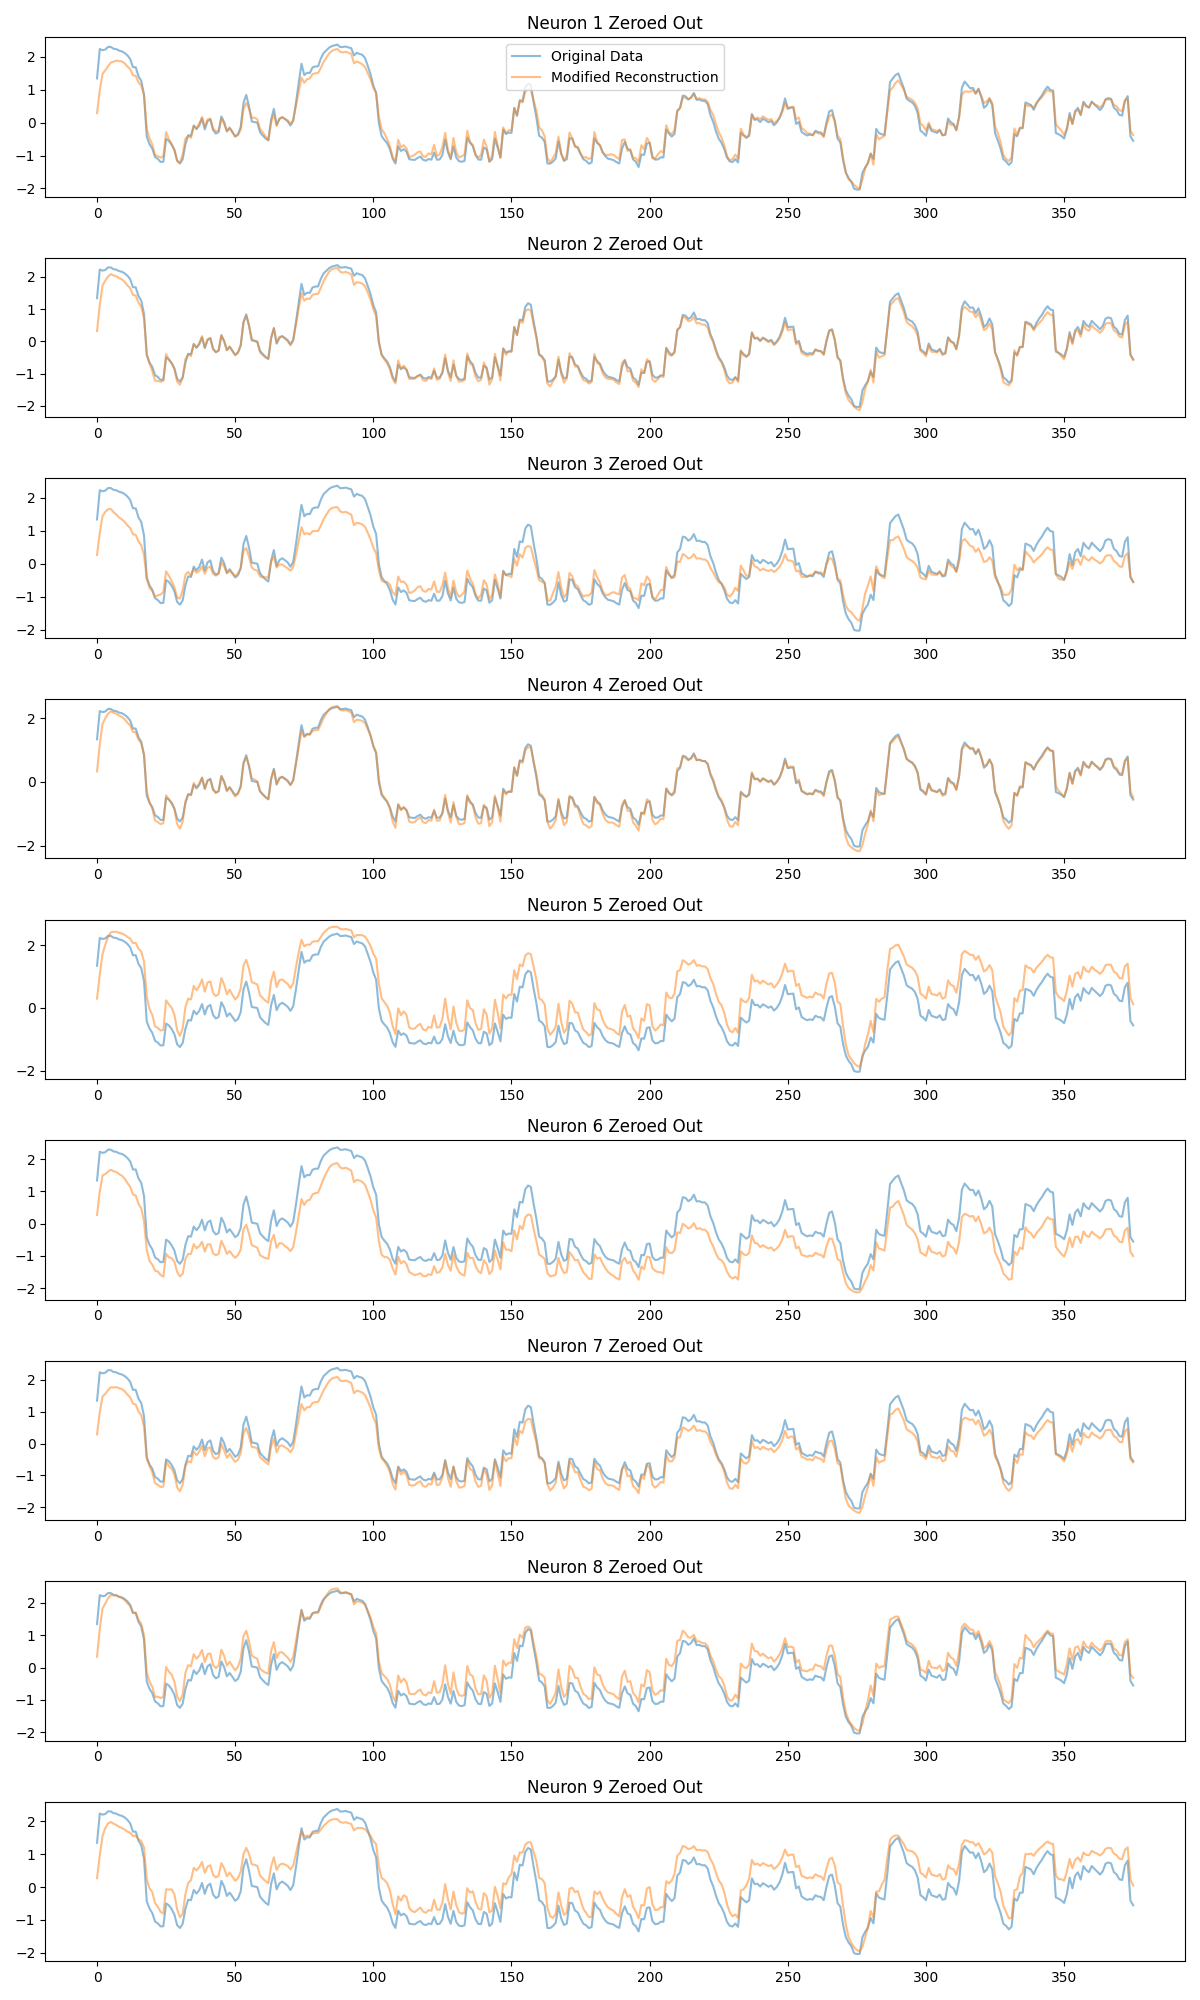 Neuron 1 Zeroed Out
Original Data
Modified Reconstruction
2
1
0
−1
−2
0 50 100 150 200 250 300 350
Neuron 2 Zeroed Out
2
1
0
−1
−2
0 50 100 150 200 250 300 350
Neuron 3 Zeroed Out
2
1
0
−1
−2
0 50 100 150 200 250 300 350
Neuron 4 Zeroed Out
2
0
−2
0 50 100 150 200 250 300 350
Neuron 5 Zeroed Out
2
0
−2
0 50 100 150 200 250 300 350
Neuron 6 Zeroed Out
2
1
0
−1
−2
0 50 100 150 200 250 300 350
Neuron 7 Zeroed Out
2
1
0
−1
−2
0 50 100 150 200 250 300 350
Neuron 8 Zeroed Out
2
1
0
−1
−2
0 50 100 150 200 250 300 350
Neuron 9 Zeroed Out
2
1
0
−1
−2
0 50 100 150 200 250 300 350